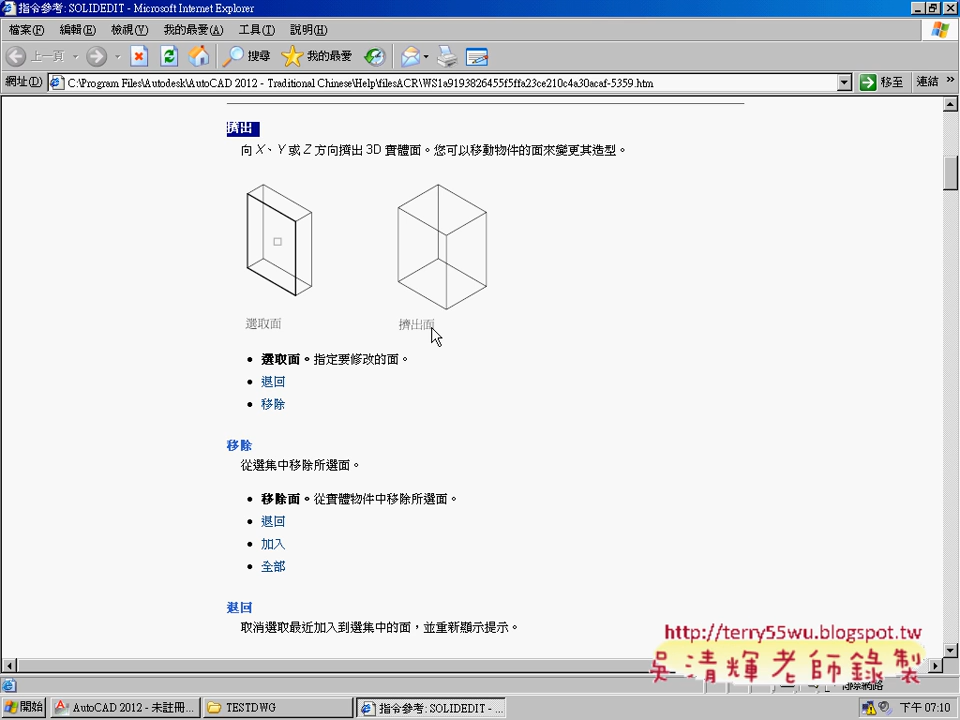 指令參考: SOLIDEDIT - Microsoft Internet Explorer
檔案(F) 編輯(E) 檢視(V) 我的最愛(A) 工具(T) 說明(H)
上一頁 搜尋 我的最愛
網址(D) C:\Program Files\Autodesk\AutoCAD 2012 - Traditional Chinese\Help\filesACR\WS1a9193826455f5ffa23ce210c4a30acaf-5359.htm 移至 連結 »
擠出
向 X、Y 或 Z 方向擠出 3D 實體面。您可以移動物件的面來變更其造型。
選取面 擠出面
• 選取面。指定要修改的面。
• 退回
• 移除
移除
從選集中移除所選面。
• 移除面。從實體物件中移除所選面。
• 退回
• 加入
• 全部
退回
取消選取最近加入到選集中的面，並重新顯示提示。
http://terry55wu.blogspot.tw
吳清輝老師錄製
開始 AutoCAD 2012 - 未註冊... TESTDWG 指令參考: SOLIDEDIT - ... 下午 07:10